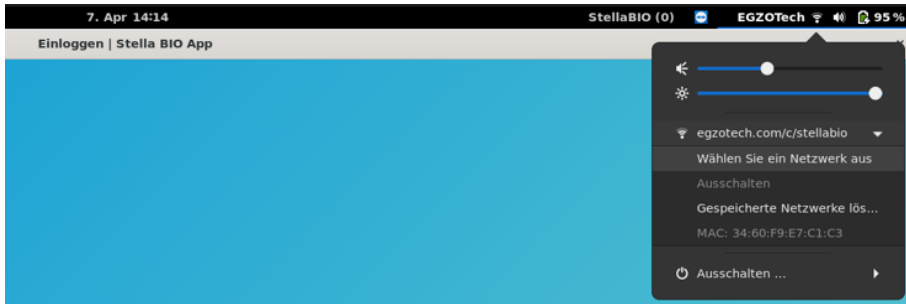 7. Apr 14:14 StellaBIO (0) EGZOTech 95 %
Einloggen | Stella BIO App
egzotech.com/c/stellabio
Wählen Sie ein Netzwerk aus
Ausschalten
Gespeicherte Netzwerke lös...
MAC: 34:60:F9:E7:C1:C3
Ausschalten ...